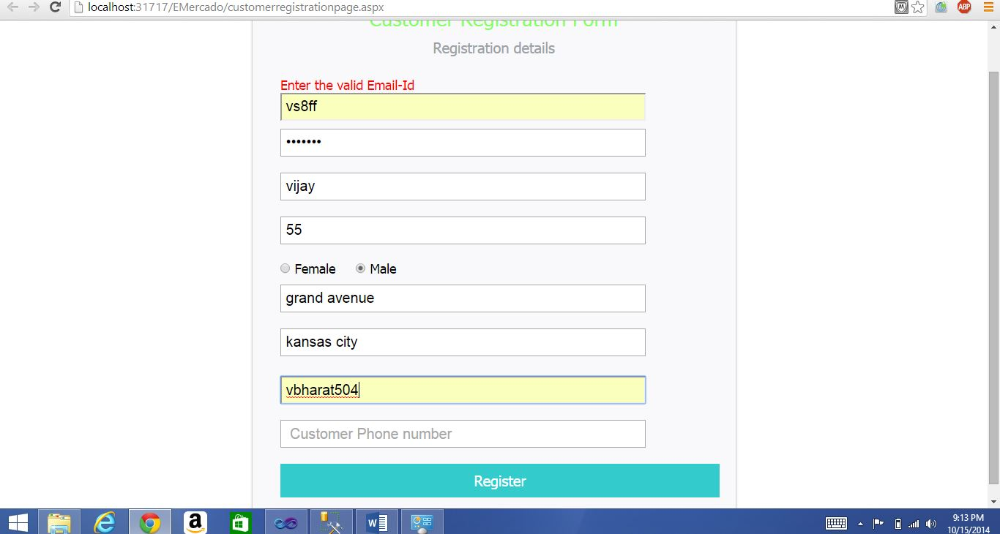 localhost:31717/EMercado/customerregistrationpage.aspx
ABP
Customer Registration Form
Registration details
Enter the valid Email-Id
vs8ff
•••••••
vijay
55
Female Male
grand avenue
kansas city
vbharat504
Customer Phone number
Register
9:13 PM
10/15/2014